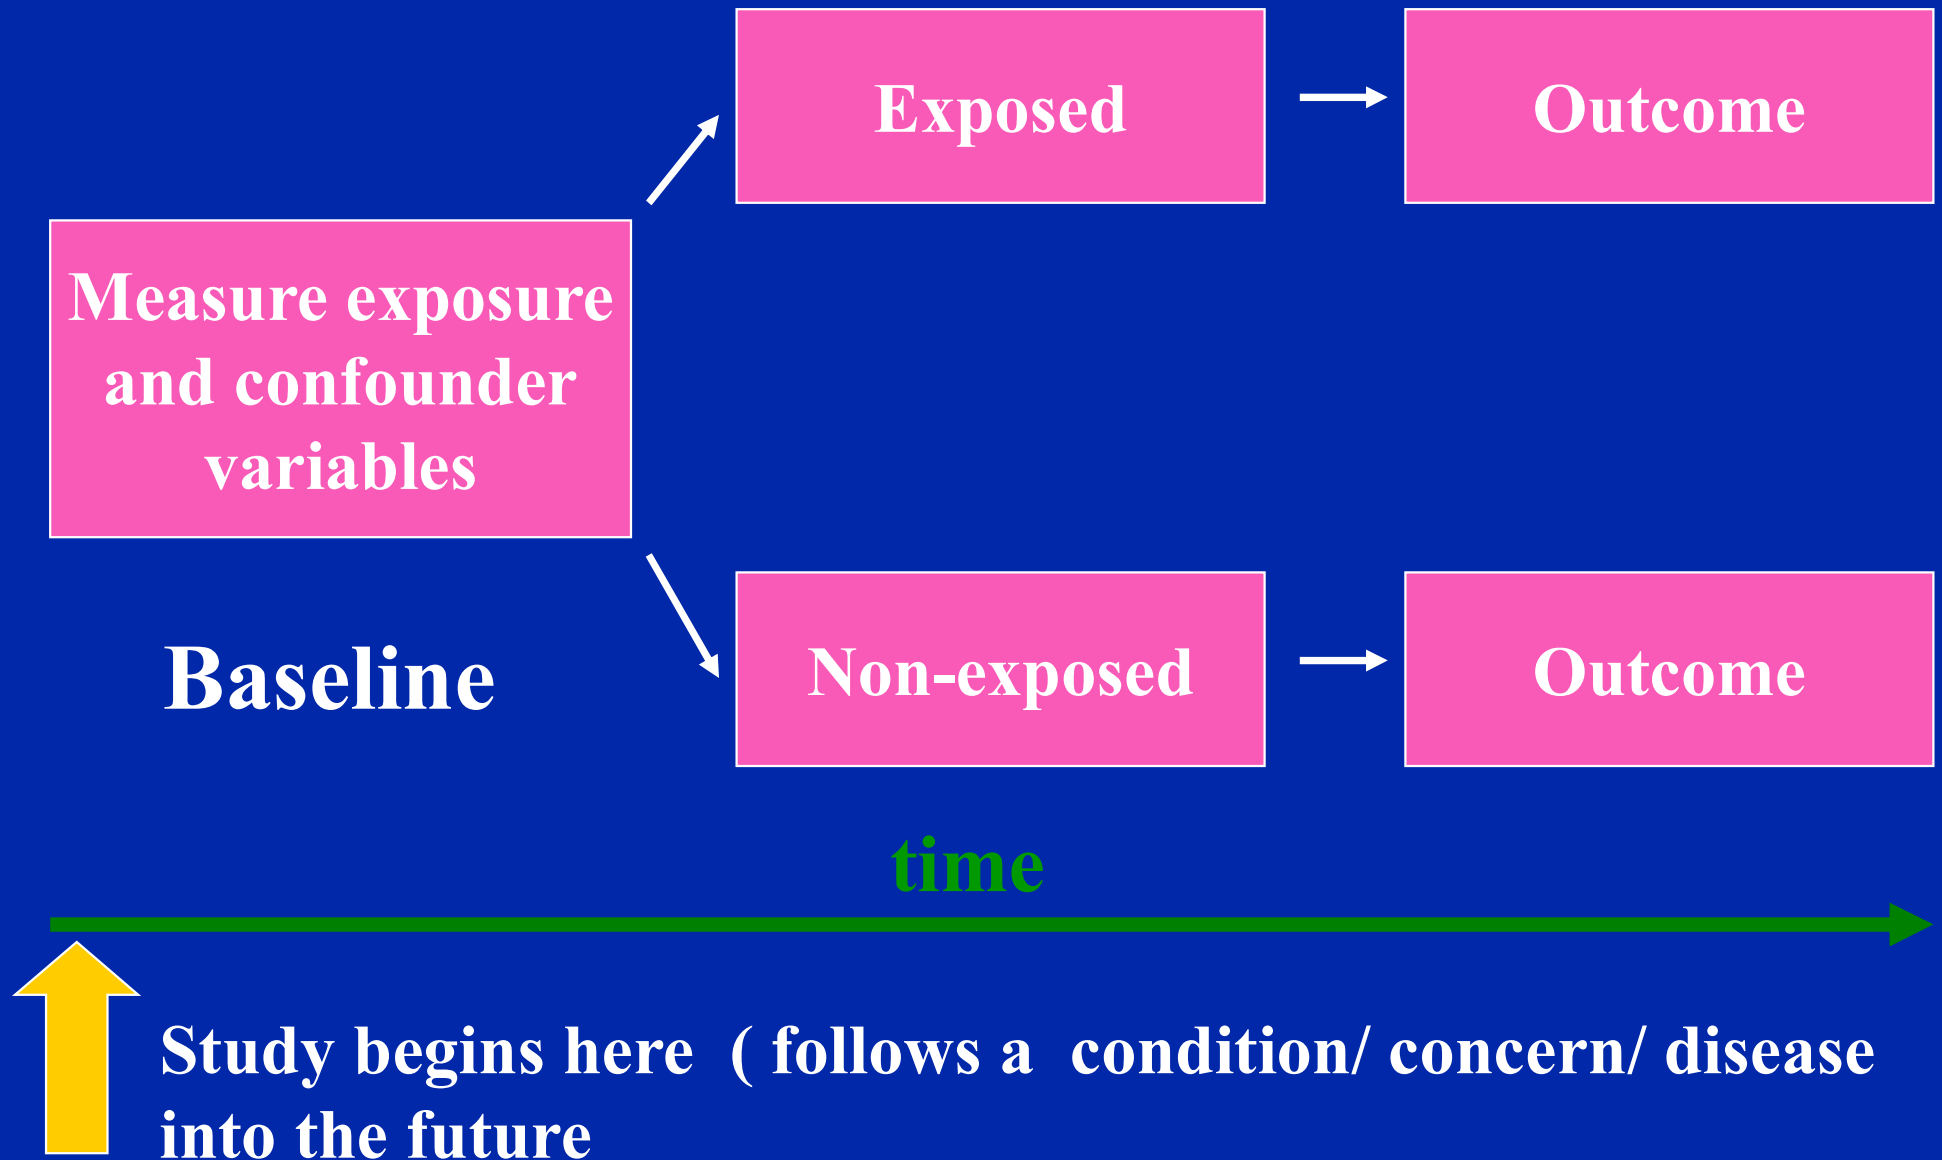 Exposed
Outcome
Measure exposure
and confounder
variables
Baseline
Non-exposed
Outcome
time
Study begins here ( follows a condition/ concern/ disease
into the future